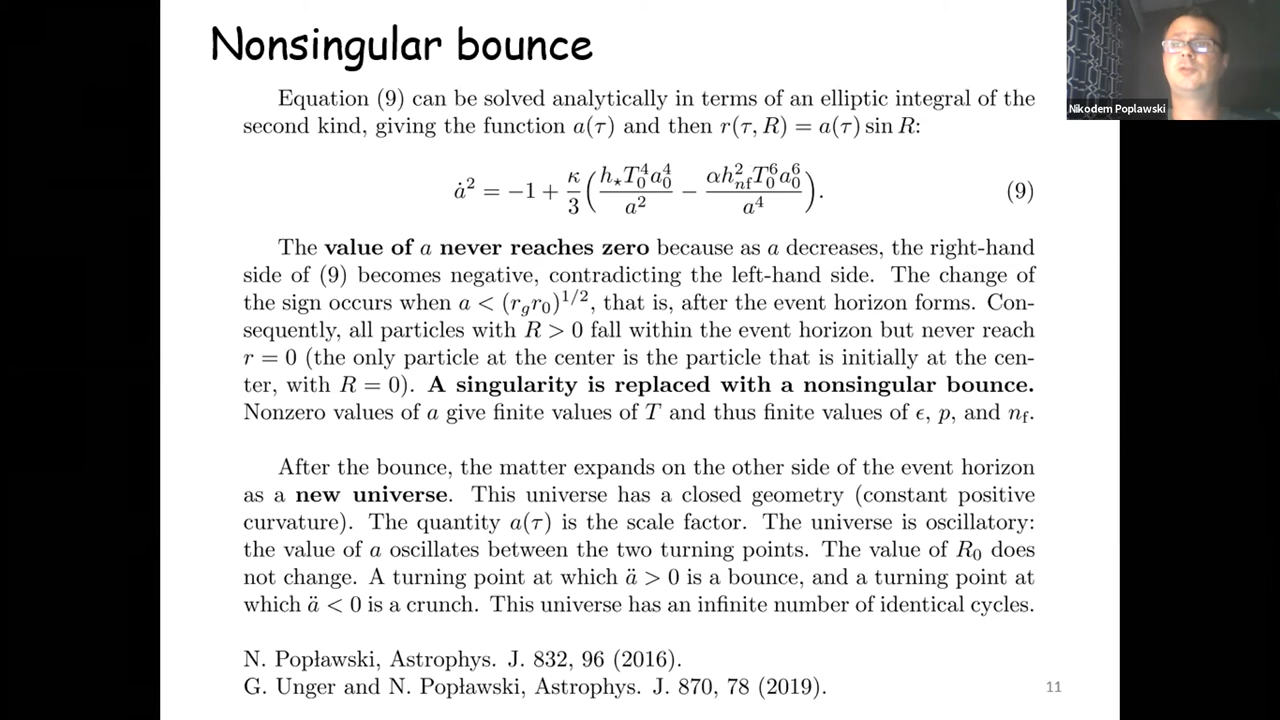 Nonsingular bounce
Nikodem Poplawski
Equation (9) can be solved analytically in terms of an elliptic integral of the
second kind, giving the function a(τ) and then r(τ, R) = a(τ) sin R:
ȧ² = −1 + κ/3 (h⋆T₀⁴a₀⁴/a² − αh²ₙfT₀⁶a₀⁶/a⁴). (9)
The value of a never reaches zero because as a decreases, the right-hand
side of (9) becomes negative, contradicting the left-hand side. The change of
the sign occurs when a < (r_g r₀)^{1/2}, that is, after the event horizon forms. Con-
sequently, all particles with R > 0 fall within the event horizon but never reach
r = 0 (the only particle at the center is the particle that is initially at the cen-
ter, with R = 0). A singularity is replaced with a nonsingular bounce.
Nonzero values of a give finite values of T and thus finite values of ϵ, p, and n_f.
After the bounce, the matter expands on the other side of the event horizon
as a new universe. This universe has a closed geometry (constant positive
curvature). The quantity a(τ) is the scale factor. The universe is oscillatory:
the value of a oscillates between the two turning points. The value of R₀ does
not change. A turning point at which ä > 0 is a bounce, and a turning point at
which ä < 0 is a crunch. This universe has an infinite number of identical cycles.
N. Popławski, Astrophys. J. 832, 96 (2016).
G. Unger and N. Popławski, Astrophys. J. 870, 78 (2019).
11